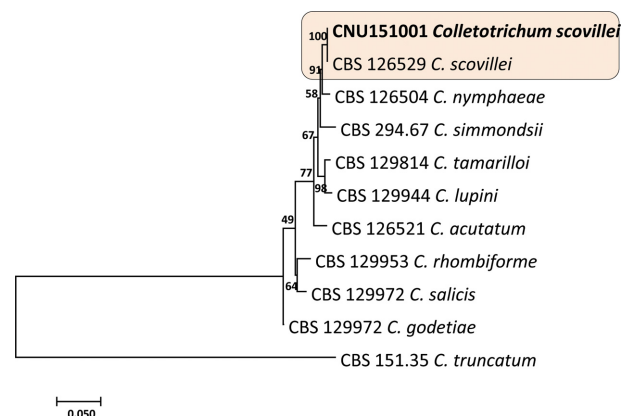 100
CNU151001 Colletotrichum scovillei
CBS 126529 C. scovillei
91
CBS 126504 C. nymphaeae
58
CBS 294.67 C. simmondsii
67
CBS 129814 C. tamarilloi
77
98
CBS 129944 C. lupini
49
CBS 126521 C. acutatum
CBS 129953 C. rhombiforme
64
CBS 129972 C. salicis
CBS 129972 C. godetiae
CBS 151.35 C. truncatum
0.050